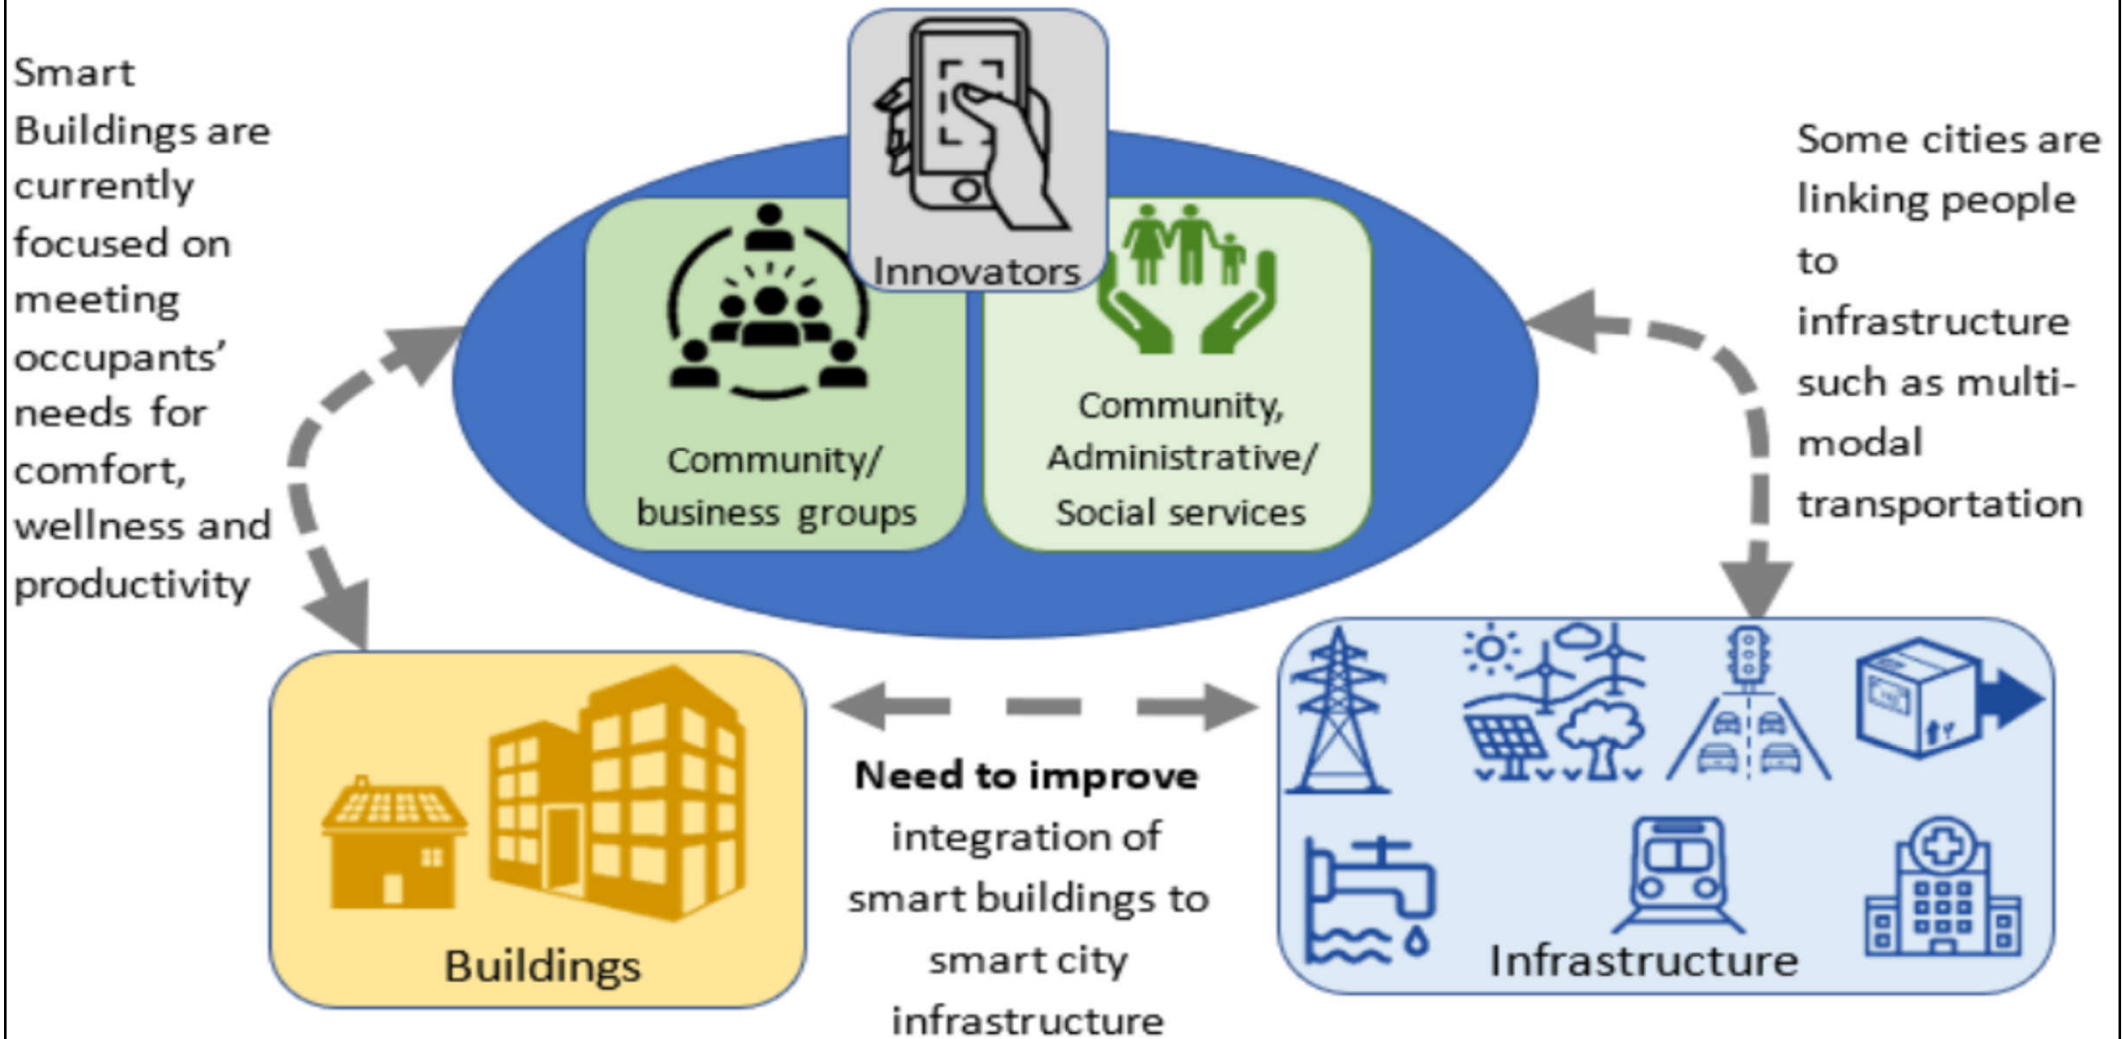 Smart
Buildings are
currently
focused on
meeting
occupants’
needs for
comfort,
wellness and
productivity
Innovators
Community/
business groups
Community,
Administrative/
Social services
Some cities are
linking people
to
infrastructure
such as multi-
modal
transportation
Buildings
Need to improve
integration of
smart buildings to
smart city
infrastructure
Infrastructure